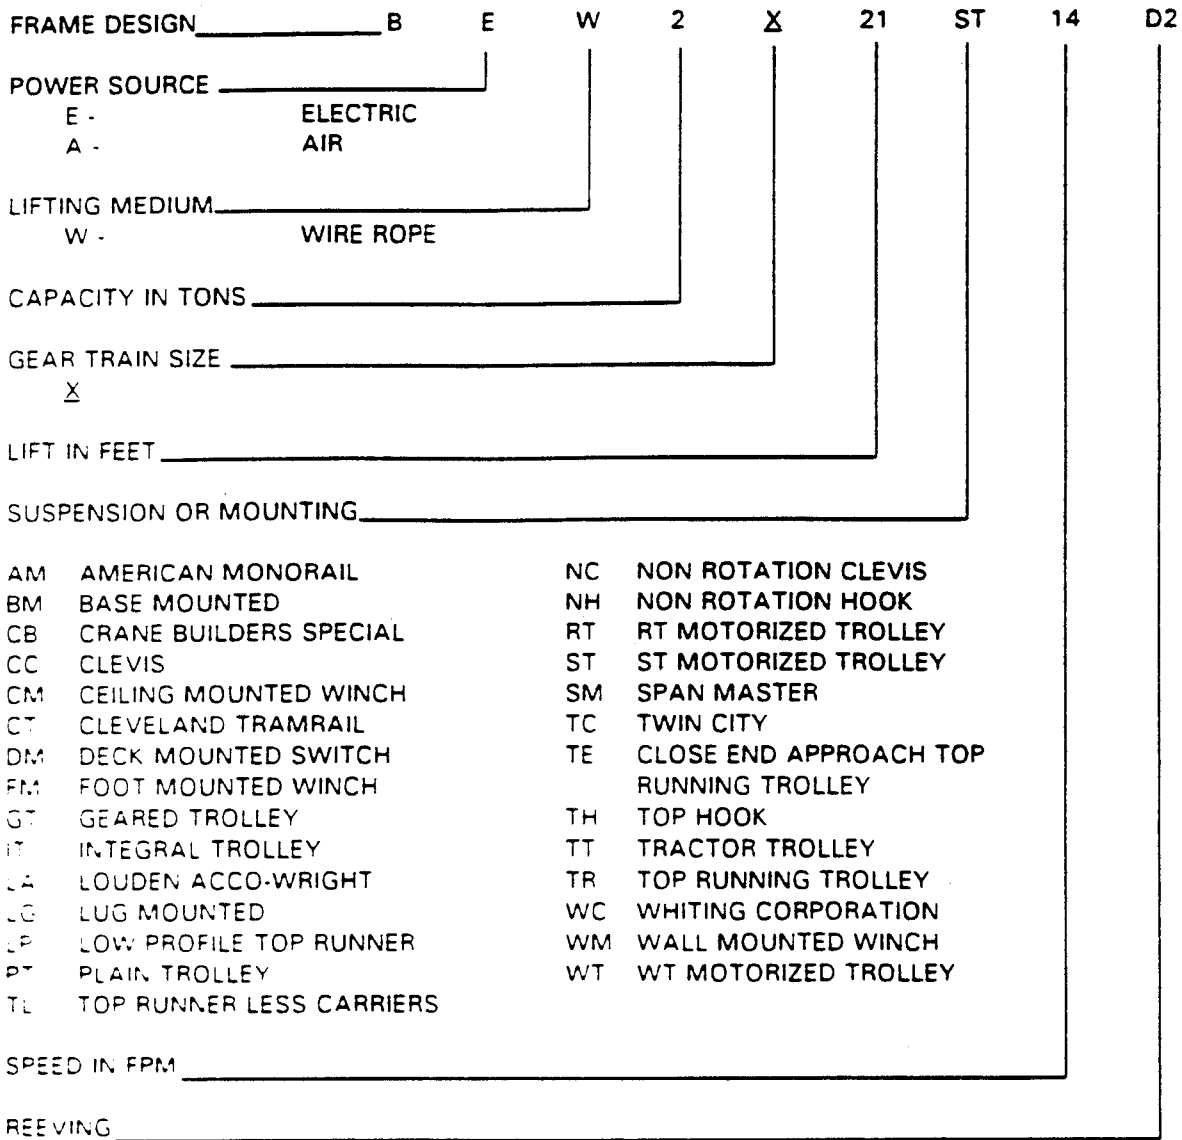 FRAME DESIGN B E W 2 X 21 ST 14 D2
POWER SOURCE
E - ELECTRIC
A - AIR
LIFTING MEDIUM
W - WIRE ROPE
CAPACITY IN TONS
GEAR TRAIN SIZE
X
LIFT IN FEET
SUSPENSION OR MOUNTING
AM AMERICAN MONORAIL
BM BASE MOUNTED
CB CRANE BUILDERS SPECIAL
CC CLEVIS
CM CEILING MOUNTED WINCH
CT CLEVELAND TRAMRAIL
DM DECK MOUNTED SWITCH
FM FOOT MOUNTED WINCH
GT GEARED TROLLEY
IT INTEGRAL TROLLEY
LA LOUDEN ACCO-WRIGHT
LG LUG MOUNTED
LP LOW PROFILE TOP RUNNER
PT PLAIN TROLLEY
TL TOP RUNNER LESS CARRIERS
NC NON ROTATION CLEVIS
NH NON ROTATION HOOK
RT RT MOTORIZED TROLLEY
ST ST MOTORIZED TROLLEY
SM SPAN MASTER
TC TWIN CITY
TE CLOSE END APPROACH TOP
RUNNING TROLLEY
TH TOP HOOK
TT TRACTOR TROLLEY
TR TOP RUNNING TROLLEY
WC WHITING CORPORATION
WM WALL MOUNTED WINCH
WT WT MOTORIZED TROLLEY
SPEED IN FPM
REEVING